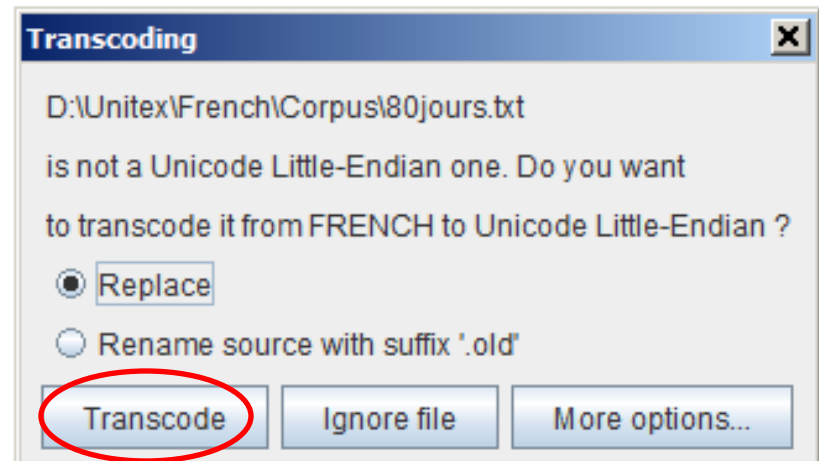 Transcoding
D:\Unitex\French\Corpus\80jours.txt
is not a Unicode Little-Endian one. Do you want
to transcode it from FRENCH to Unicode Little-Endian ?
Replace
Rename source with suffix '.old'
Transcode Ignore file More options...